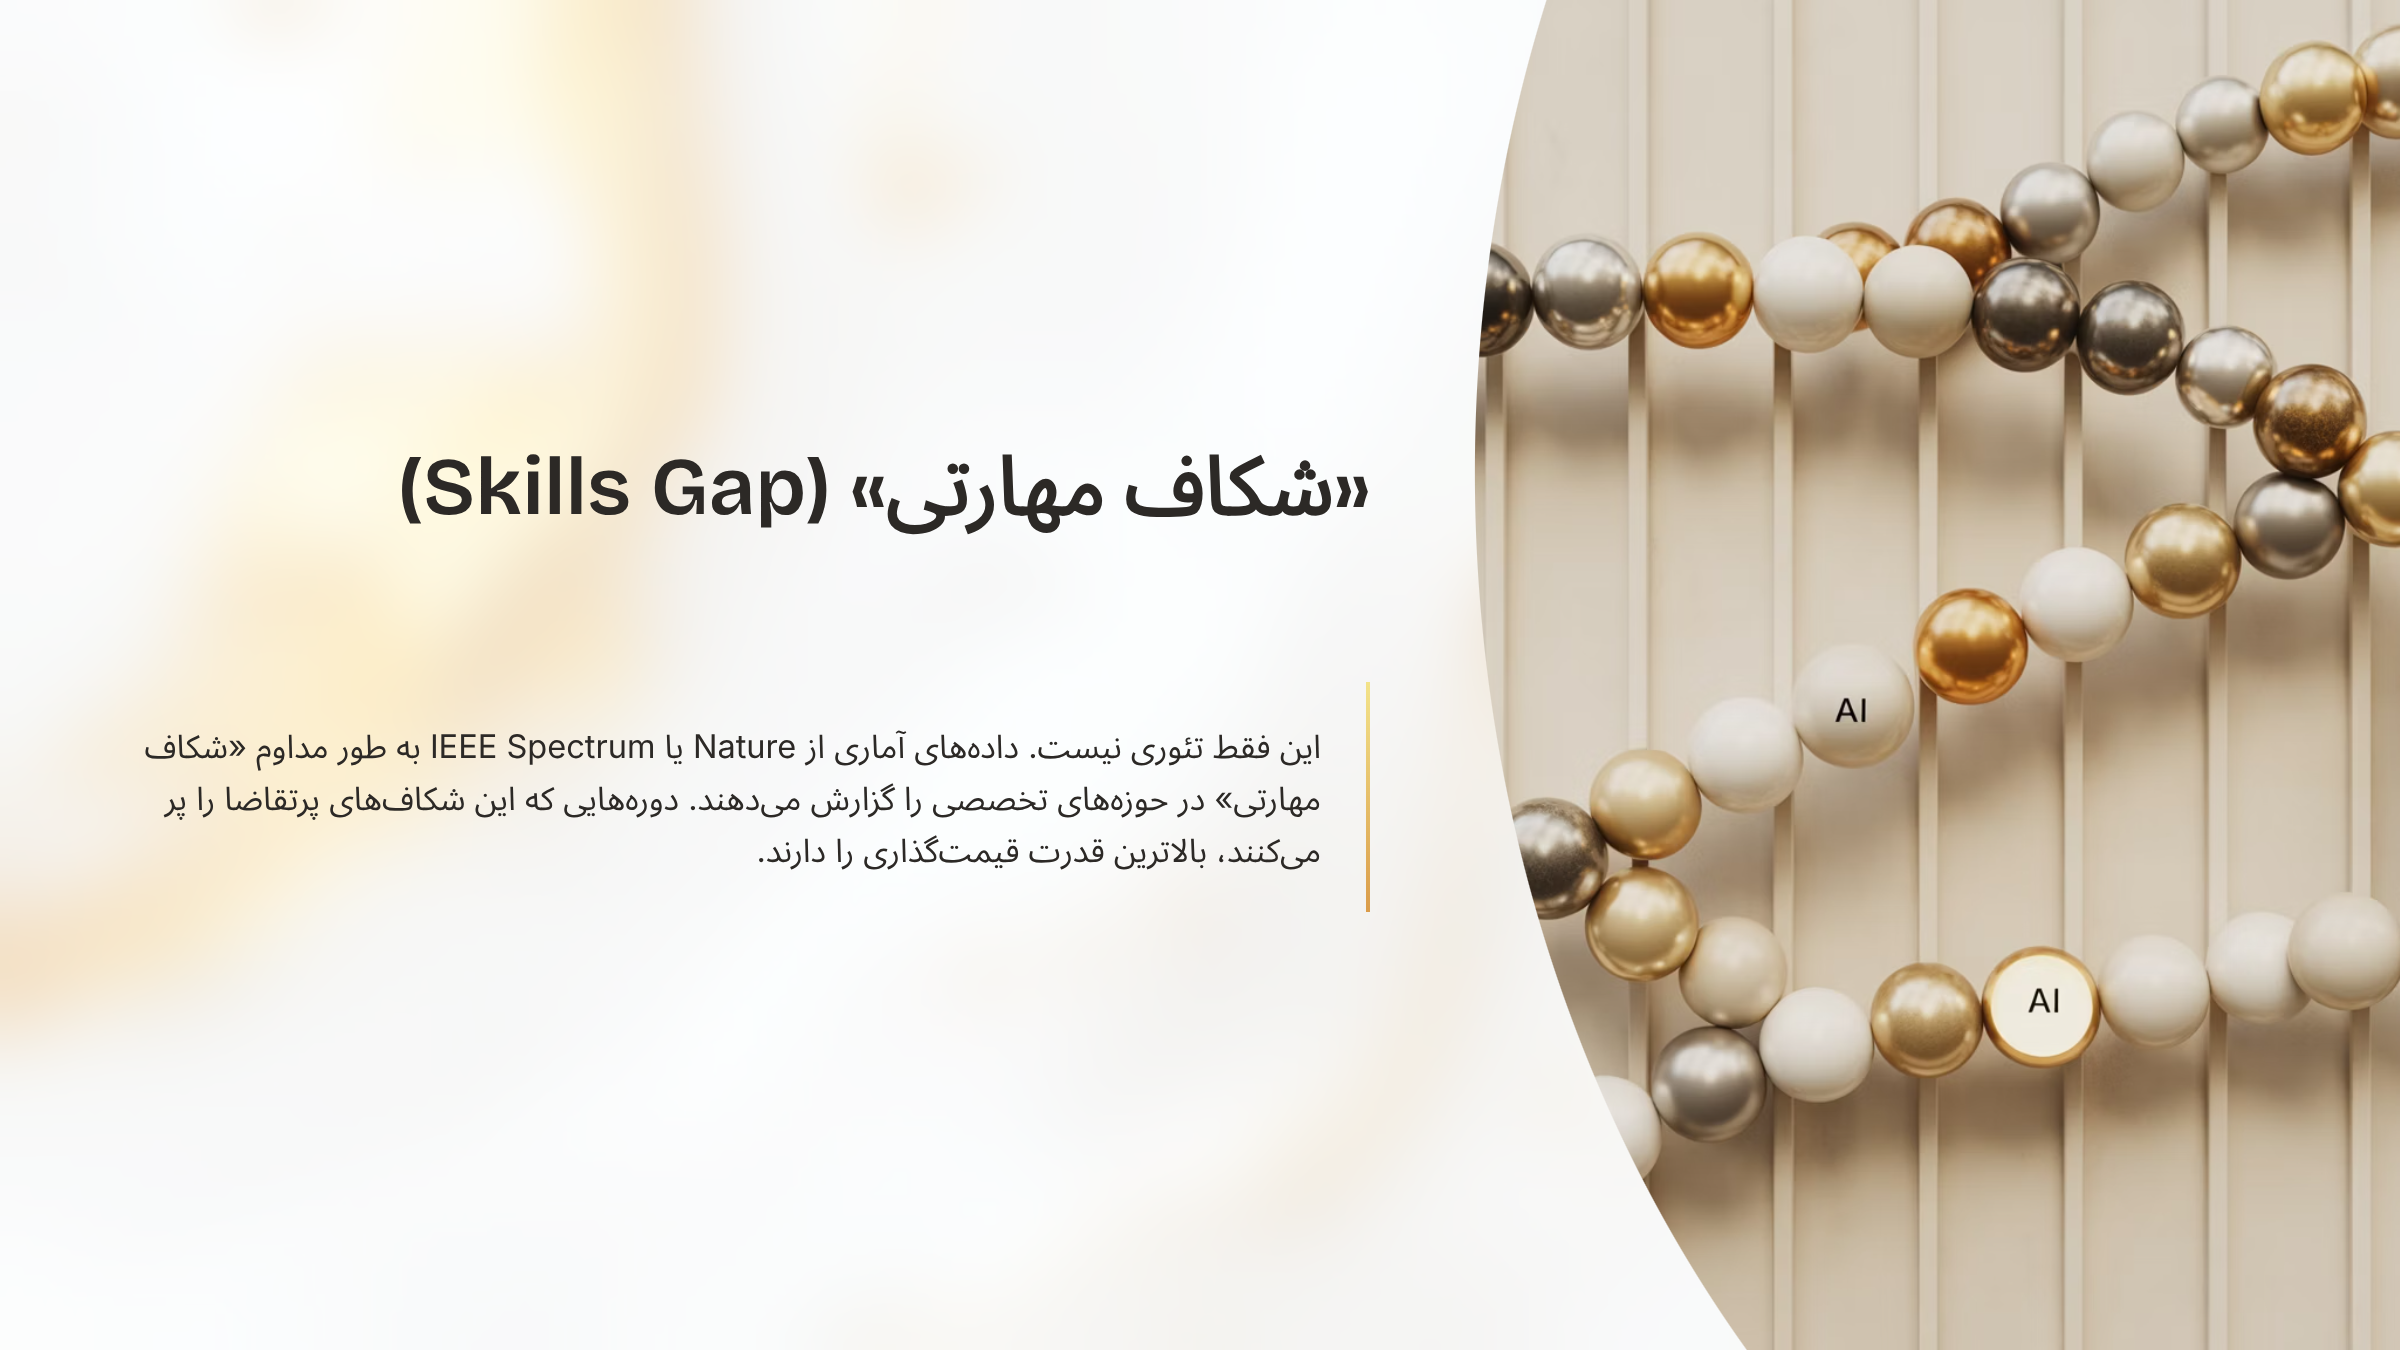 «شکاف مهارتی» (Skills Gap)
این فقط تئوری نیست. داده‌های آماری از Nature یا IEEE Spectrum به طور مداوم «شکاف
مهارتی» در حوزه‌های تخصصی را گزارش می‌دهند. دوره‌هایی که این شکاف‌های پرتقاضا را پر
می‌کنند، بالاترین قدرت قیمت‌گذاری را دارند.
AI
AI